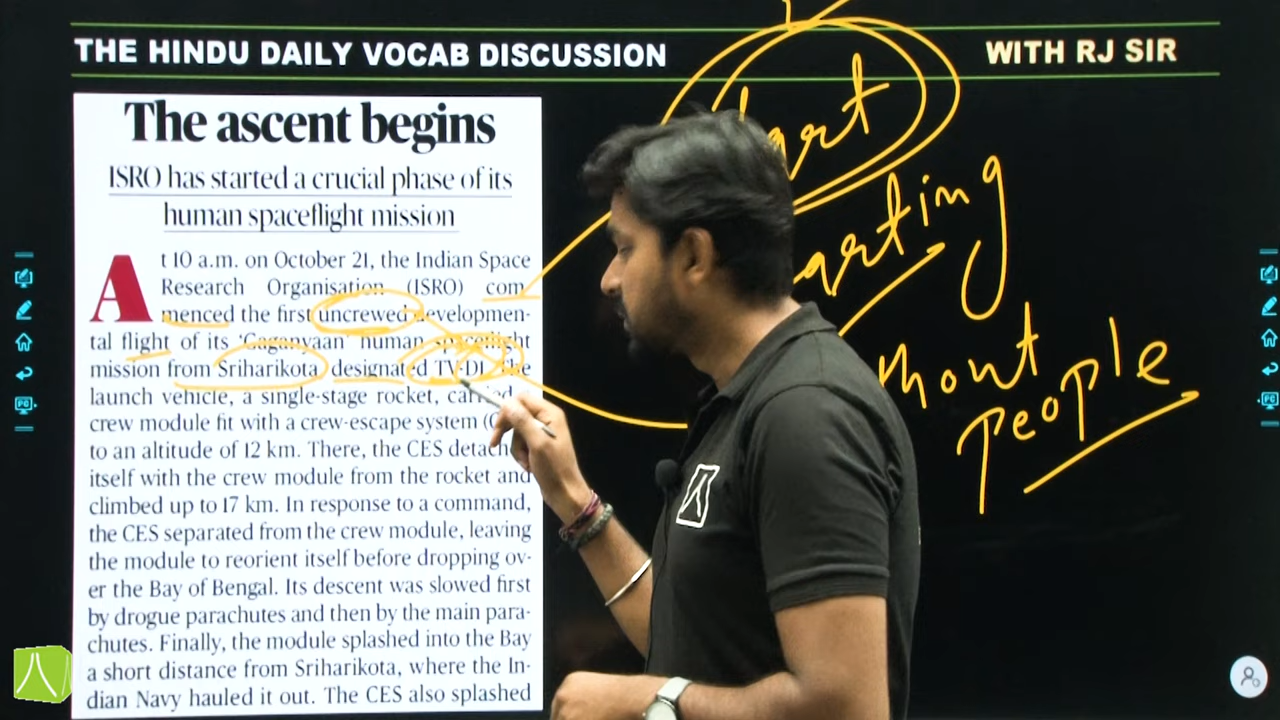 THE HINDU DAILY VOCAB DISCUSSION
WITH RJ SIR
The ascent begins
ISRO has started a crucial phase of its
human spaceflight mission
At 10 a.m. on October 21, the Indian Space
Research Organisation (ISRO) com
menced the first uncrewed developmen-
tal flight of its 'Gaganyaan' human spaceflight
mission from Sriharikota designated TV-D1. The
launch vehicle, a single-stage rocket, carried
crew module fit with a crew-escape system
to an altitude of 12 km. There, the CES detach
itself with the crew module from the rocket and
climbed up to 17 km. In response to a command,
the CES separated from the crew module, leaving
the module to reorient itself before dropping ov-
er the Bay of Bengal. Its descent was slowed first
by drogue parachutes and then by the main para-
chutes. Finally, the module splashed into the Bay
a short distance from Sriharikota, where the In-
dian Navy hauled it out. The CES also splashed
art
arting
thout
People
PC
PC